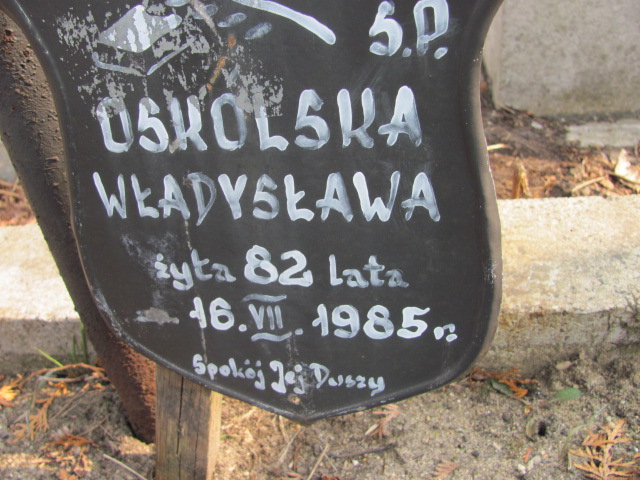 Ś.P.
OSKOLSKA
WŁADYSŁAWA
żyła 82 lata
16.VII.1985 r.
Spokój Jej Duszy